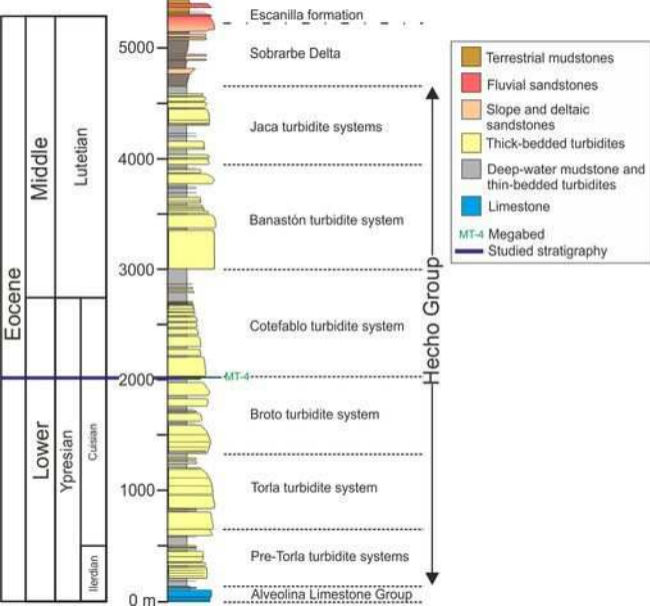 Eocene
Middle
Lower
Lutetian
Ypresian
Cuisian
Ilerdian
5000
4000
3000
2000
1000
0 m
Escanilla formation
Sobrarbe Delta
Jaca turbidite systems
Banastón turbidite system
Cotefablo turbidite system
MT-4
Broto turbidite system
Torla turbidite system
Pre-Torla turbidite systems
Alveolina Limestone Group
Hecho Group
Terrestrial mudstones
Fluvial sandstones
Slope and deltaic
sandstones
Thick-bedded turbidites
Deep-water mudstone and
thin-bedded turbidites
Limestone
MT-4 Megabed
Studied stratigraphy